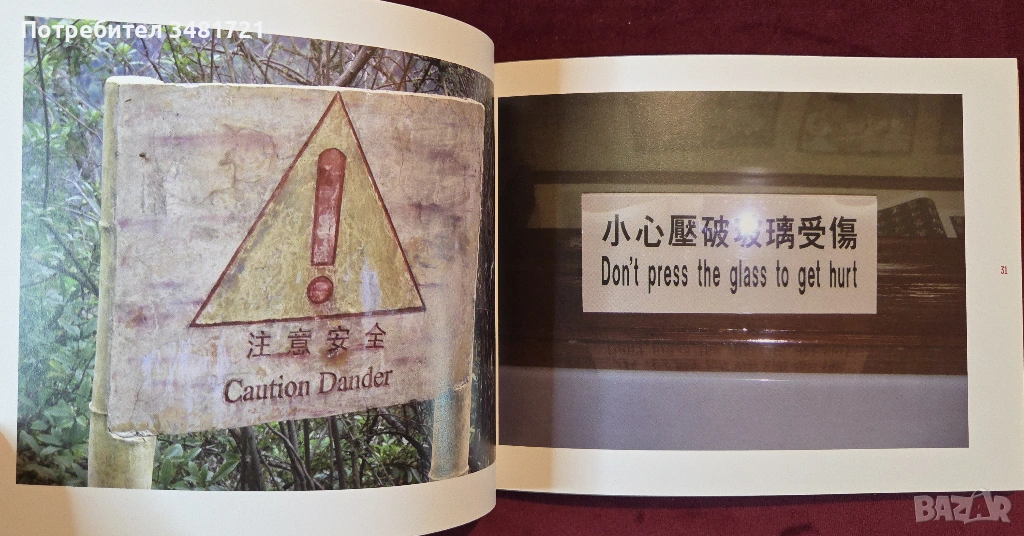 Потребител 3481721
注意安全
Caution Dander
小心壓破玻璃受傷
Don't press the glass to get hurt
31
BAZAR